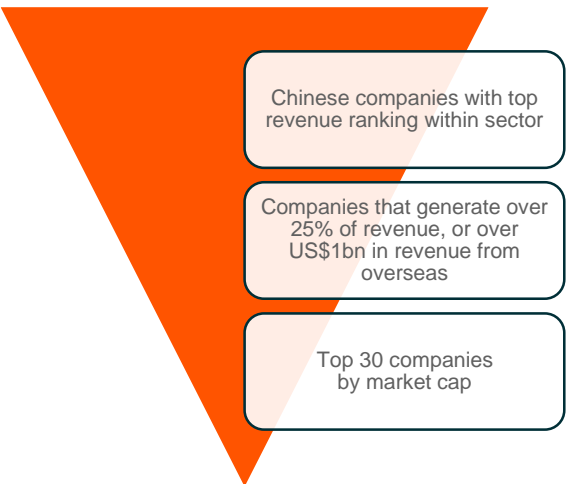 Chinese companies with top
revenue ranking within sector
Companies that generate over
25% of revenue, or over
US$1bn in revenue from
overseas
Top 30 companies
by market cap